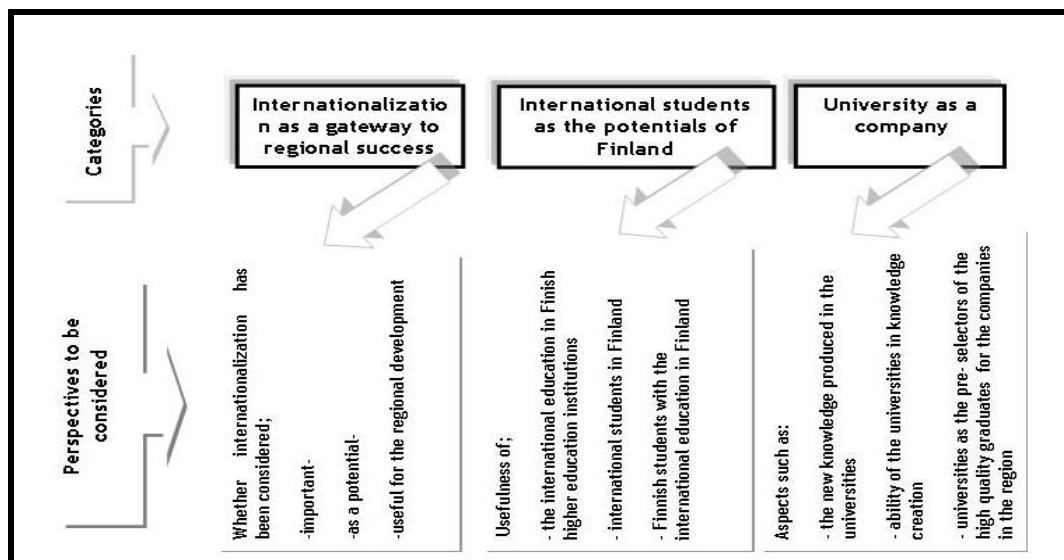 Categories
Internationalizatio
n as a gateway to
regional success
International students
as the potentials of
Finland
University as a
company
Perspectives to be
considered
Whether internationalization has
been considered;
-important-
-as a potential-
-useful for the regional development
Usefulness of;
- the international education in Finish
higher education institutions
- international students in Finland
- Finnish students with the
international education in Finland
Aspects such as:
- the new knowledge produced in the
universities
- ability of the universities in knowledge
creation
- universities as the pre- selectors of the
high quality graduates for the companies
in the region